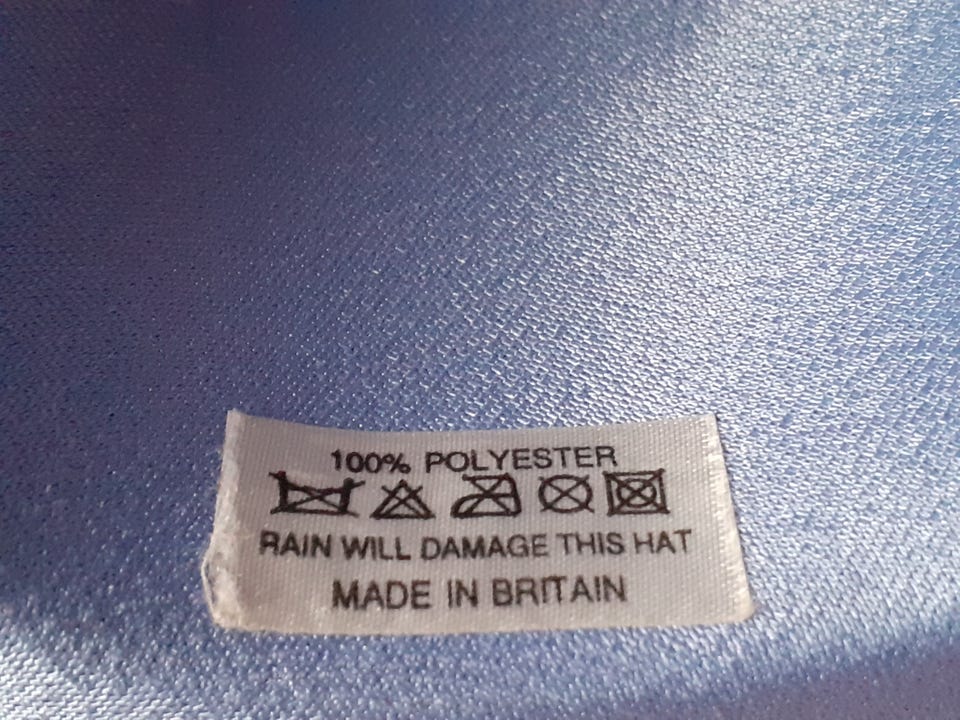 100% POLYESTER
RAIN WILL DAMAGE THIS HAT
MADE IN BRITAIN